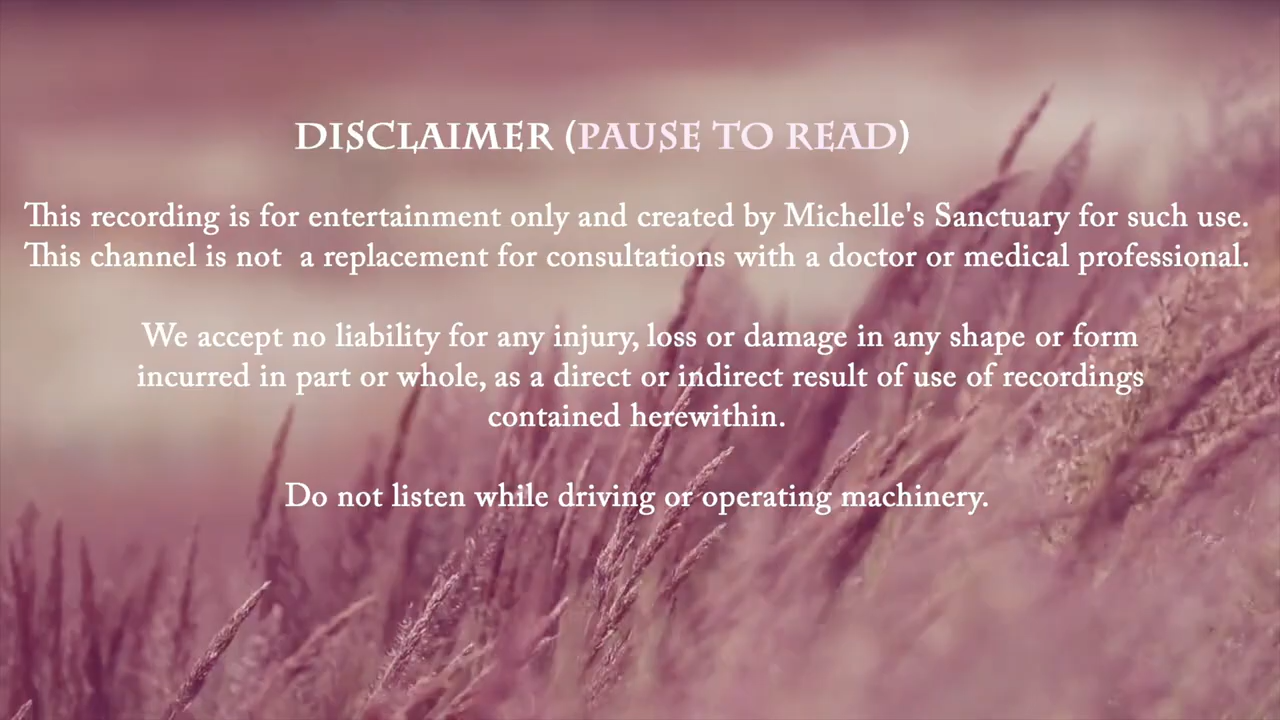 DISCLAIMER (PAUSE TO READ)
This recording is for entertainment only and created by Michelle's Sanctuary for such use.
This channel is not  a replacement for consultations with a doctor or medical professional.
We accept no liability for any injury, loss or damage in any shape or form
incurred in part or whole, as a direct or indirect result of use of recordings
contained herewithin.
Do not listen while driving or operating machinery.